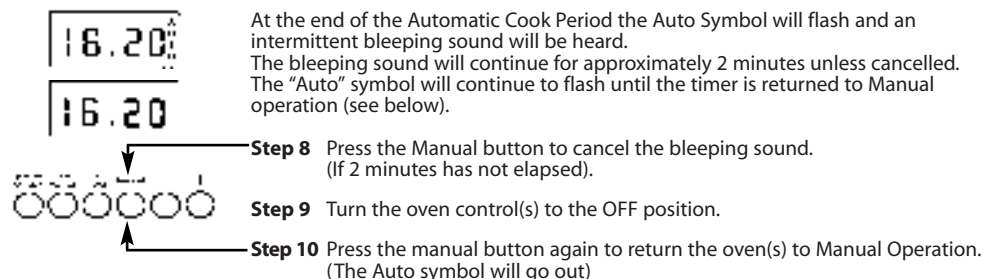 16.20
At the end of the Automatic Cook Period the Auto Symbol will flash and an
intermittent bleeping sound will be heard.
The bleeping sound will continue for approximately 2 minutes unless cancelled.
The “Auto” symbol will continue to flash until the timer is returned to Manual
operation (see below).
16.20
Step 8 Press the Manual button to cancel the bleeping sound.
(If 2 minutes has not elapsed).
Step 9 Turn the oven control(s) to the OFF position.
Step 10 Press the manual button again to return the oven(s) to Manual Operation.
(The Auto symbol will go out)